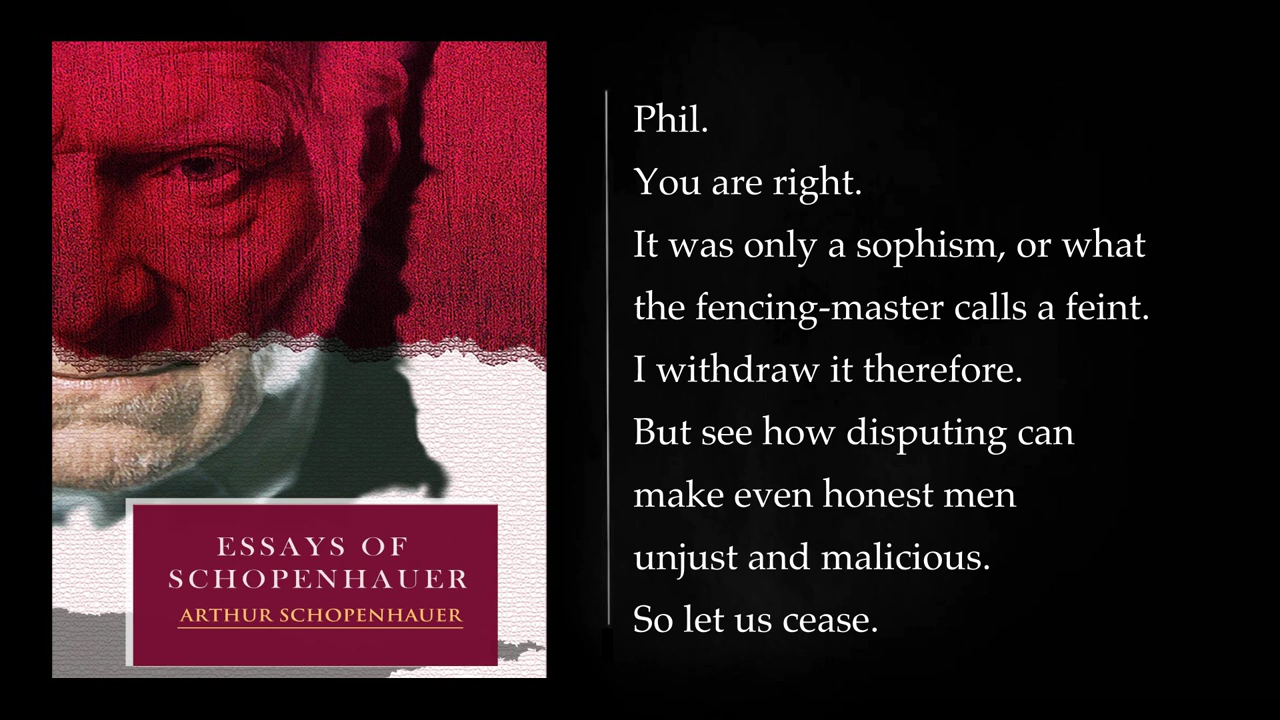 ESSAYS OF
SCHOPENHAUER
ARTHUR SCHOPENHAUER
Phil.
You are right.
It was only a sophism, or what
the fencing-master calls a feint.
I withdraw it therefore.
But see how disputing can
make even honest men
unjust and malicious.
So let us cease.